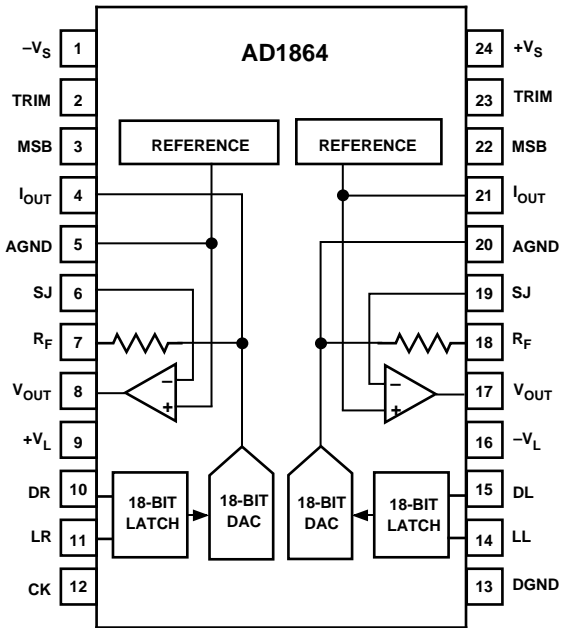 AD1864
–VS 1
24 +VS
TRIM 2
23 TRIM
MSB 3
REFERENCE
REFERENCE
22 MSB
IOUT 4
21 IOUT
AGND 5
20 AGND
SJ 6
19 SJ
RF 7
18 RF
VOUT 8
–
+
–
+
17 VOUT
+VL 9
16 –VL
DR 10
15 DL
18-BIT
LATCH
18-BIT
DAC
18-BIT
DAC
18-BIT
LATCH
LR 11
14 LL
CK 12
13 DGND